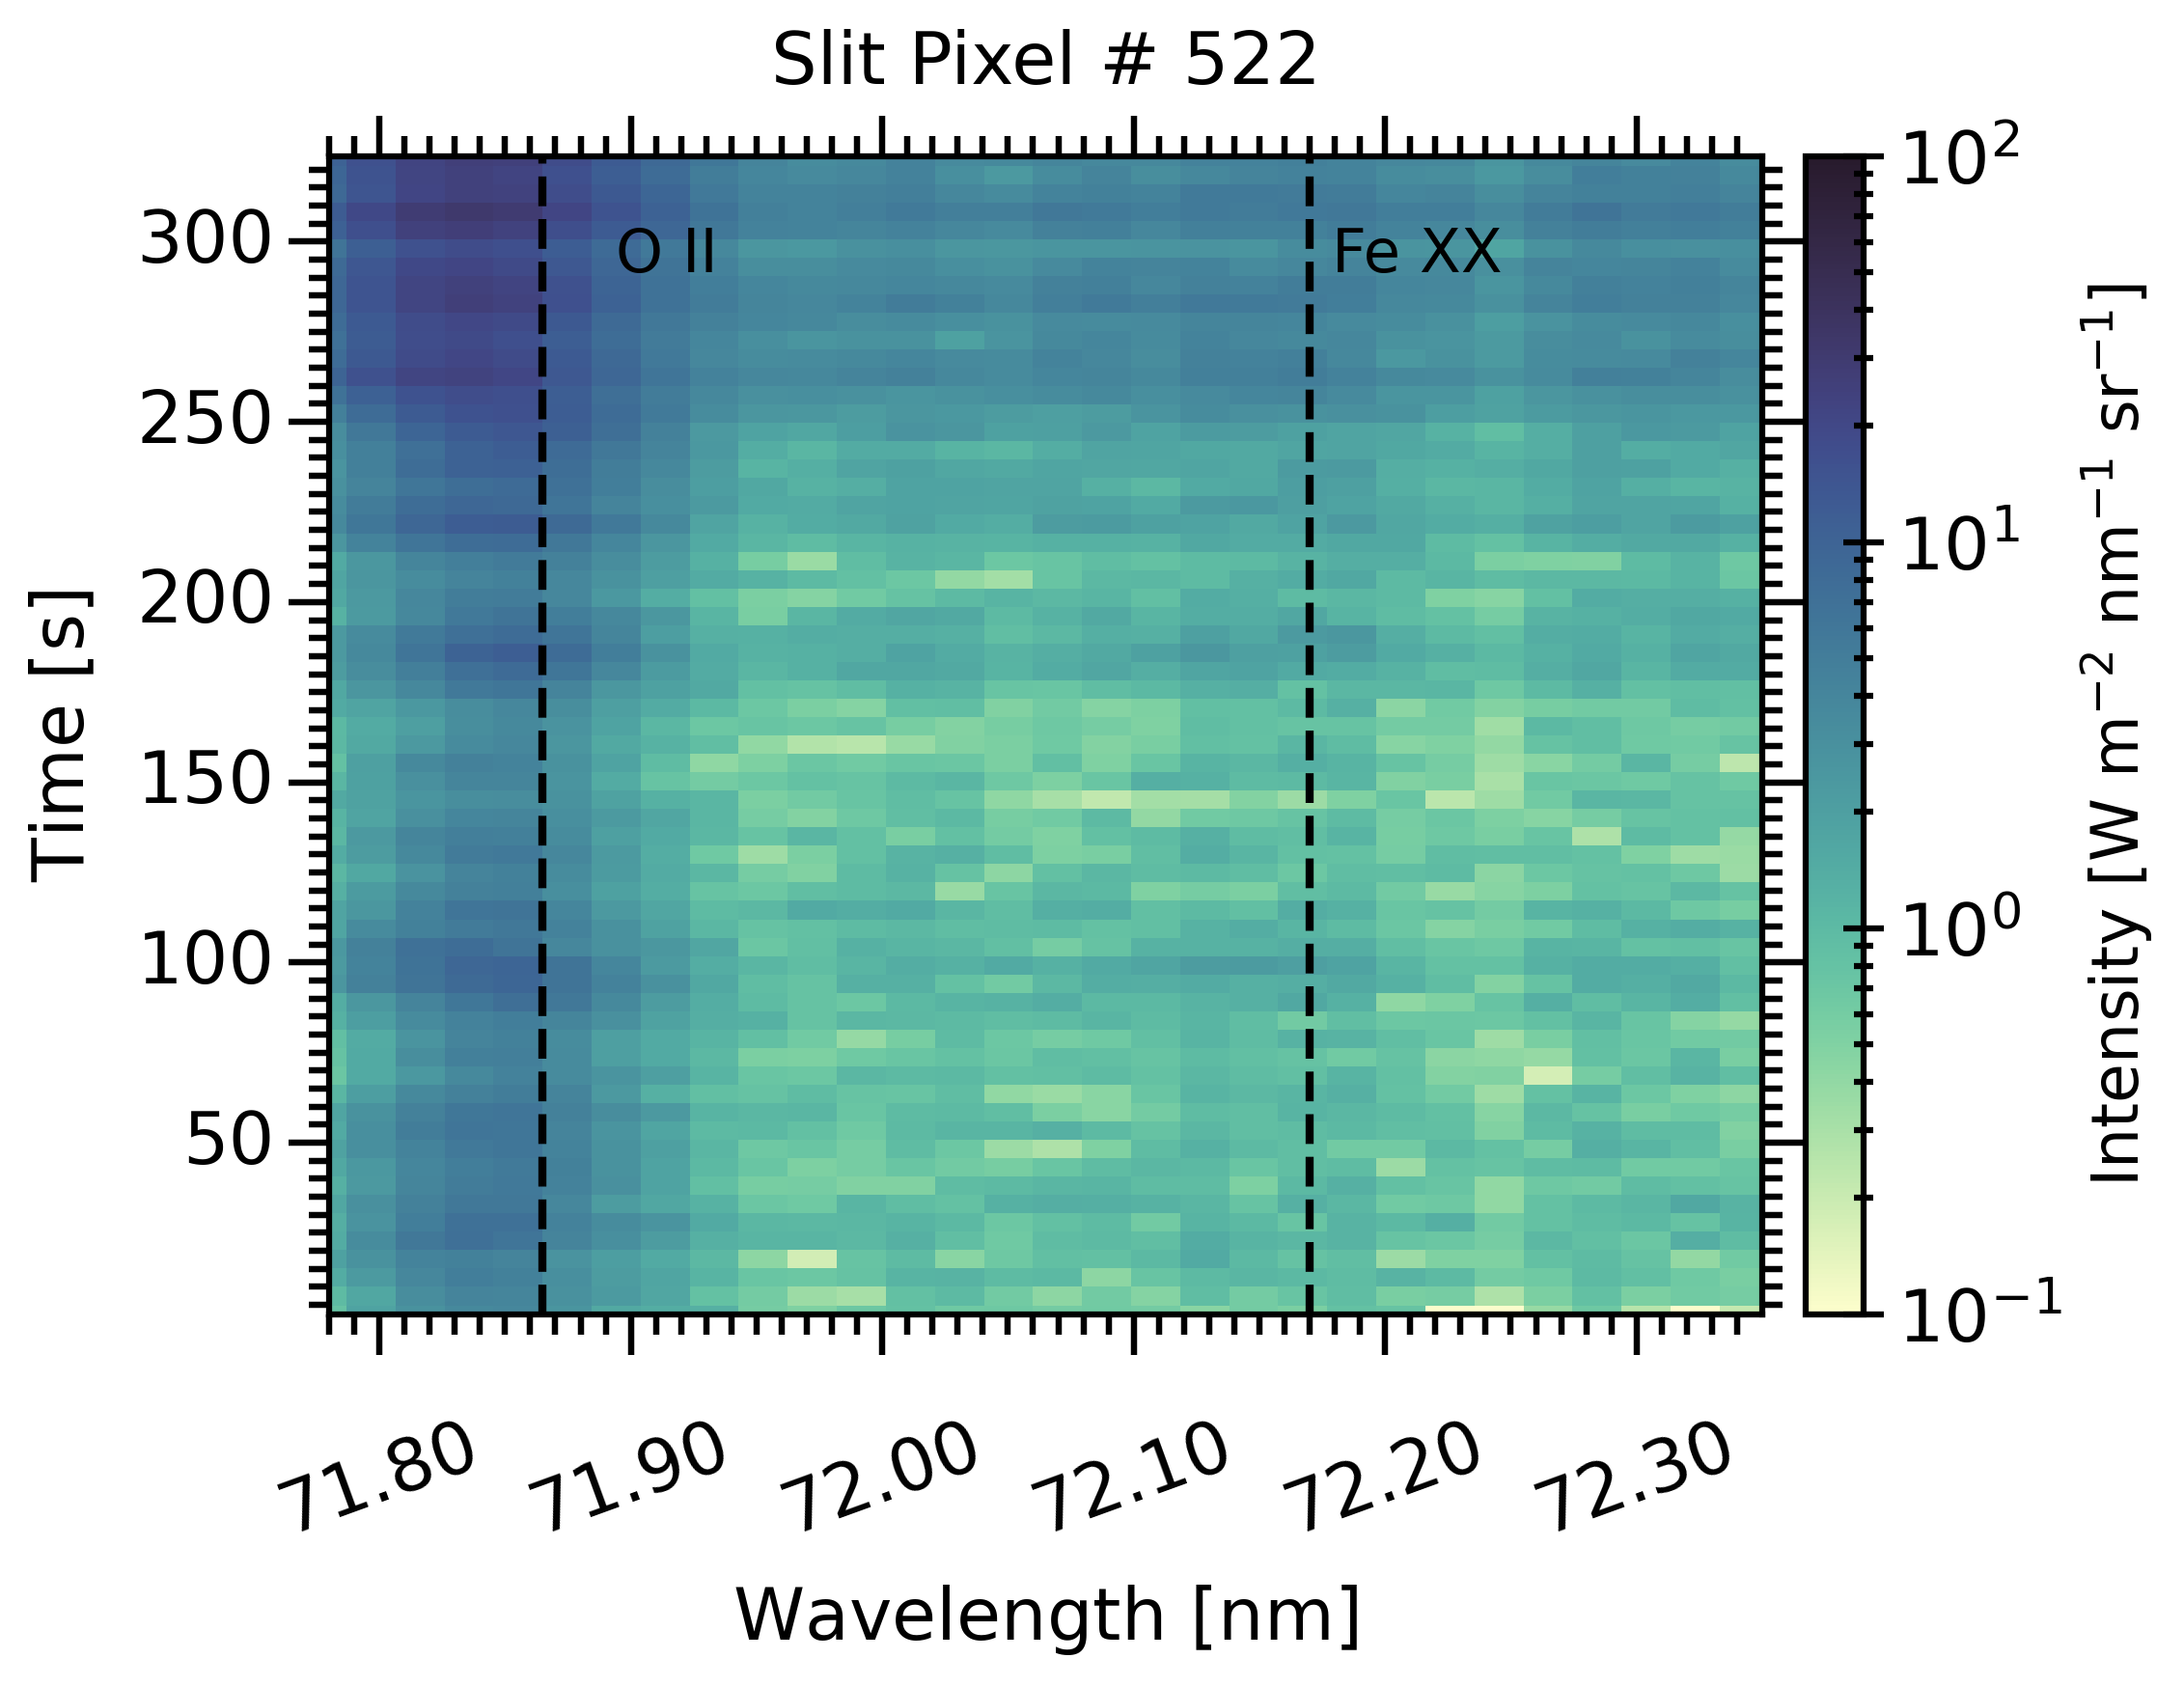 Slit Pixel # 522
300
250
200
150
100
50
Time [s]
O II
Fe XX
71.80
71.90
72.00
72.10
72.20
72.30
Wavelength [nm]
10²
10¹
10⁰
10⁻¹
Intensity [W m⁻² nm⁻¹ sr⁻¹]